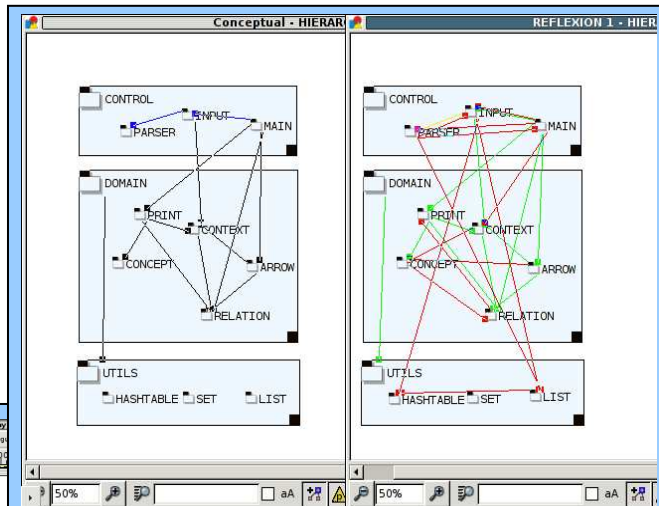 Conceptual - HIERAR
CONTROL
INPUT
PARSER
MAIN
DOMAIN
PRINT
CONTEXT
CONCEPT
ARROW
RELATION
UTILS
HASHTABLE
SET
LIST
50%
aA
REFLEXION 1 - HIERA
CONTROL
INPUT
PARSER
MAIN
DOMAIN
PRINT
CONTEXT
CONCEPT
ARROW
RELATION
UTILS
HASHTABLE
SET
LIST
50%
aA